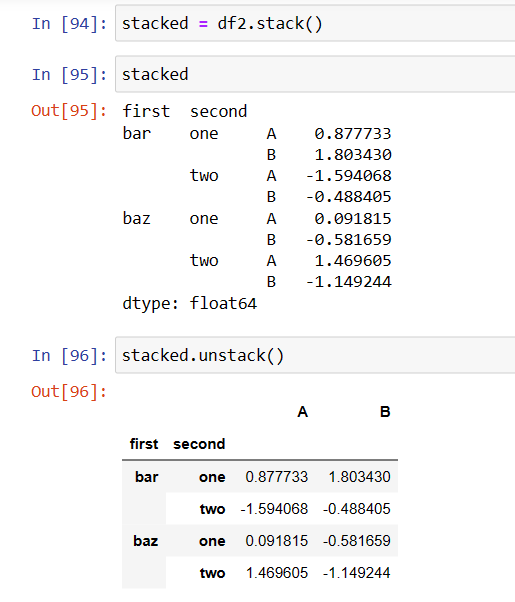 In [94]: stacked = df2.stack()
In [95]: stacked
Out[95]: first  second
bar    one     A    0.877733
               B    1.803430
       two     A   -1.594068
               B   -0.488405
baz    one     A    0.091815
               B   -0.581659
       two     A    1.469605
               B   -1.149244
dtype: float64
In [96]: stacked.unstack()
Out[96]:
A B
first second
bar one 0.877733 1.803430
two -1.594068 -0.488405
baz one 0.091815 -0.581659
two 1.469605 -1.149244